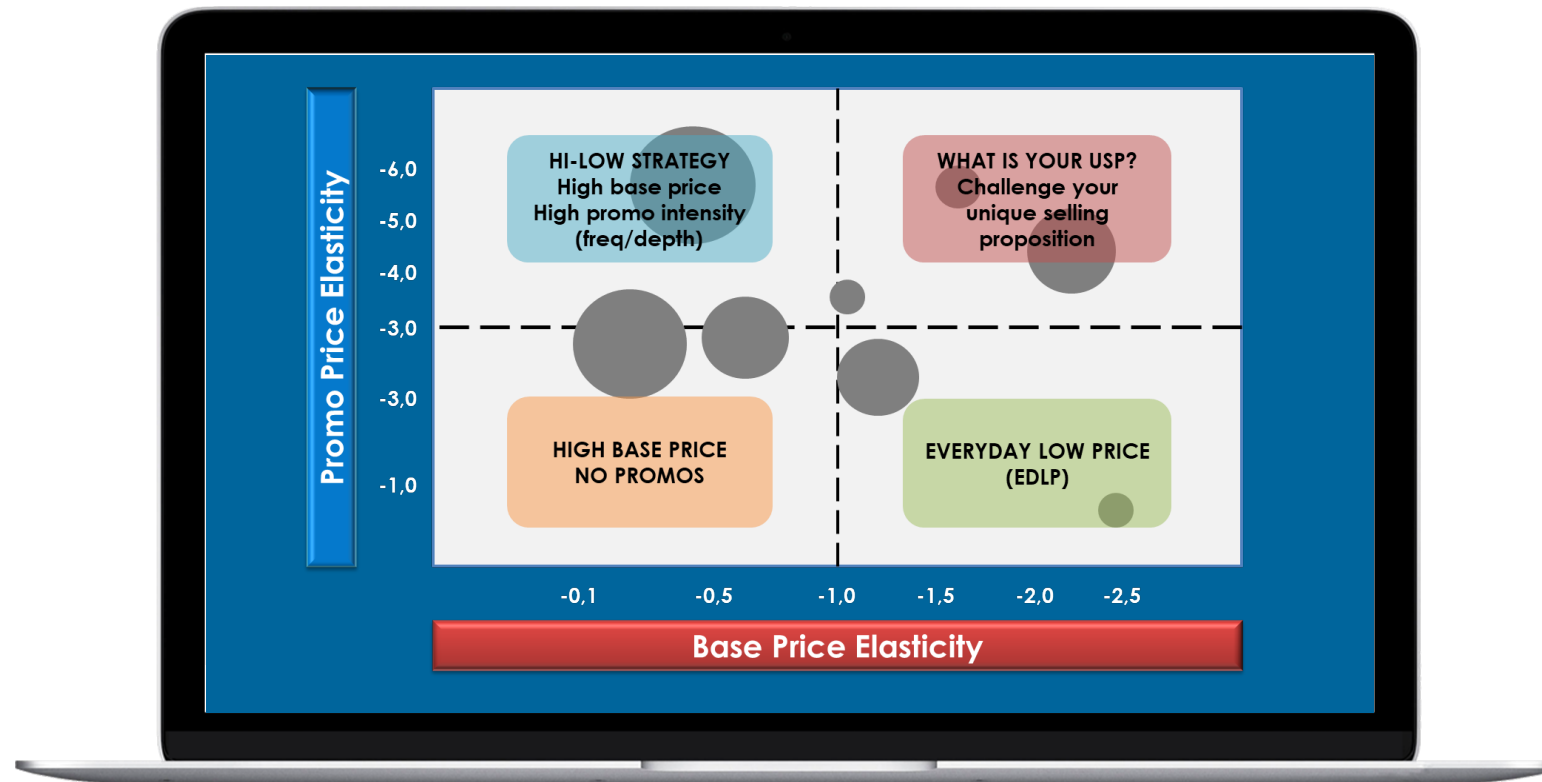 Promo Price Elasticity
-6,0
-5,0
-4,0
-3,0
-3,0
-1,0
HI-LOW STRATEGY
High base price
High promo intensity
(freq/depth)
WHAT IS YOUR USP?
Challenge your
unique selling
proposition
HIGH BASE PRICE
NO PROMOS
EVERYDAY LOW PRICE
(EDLP)
-0,1 -0,5 -1,0 -1,5 -2,0 -2,5
Base Price Elasticity